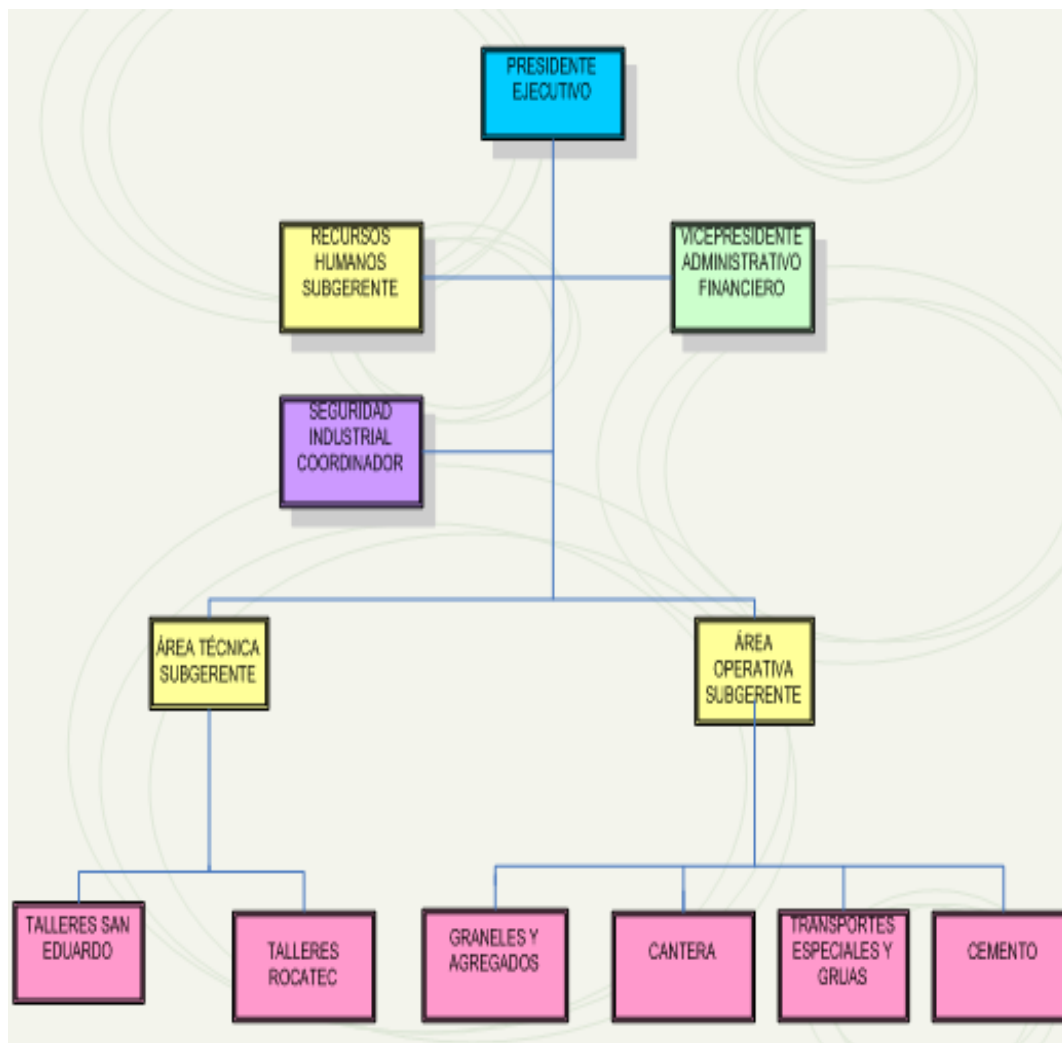 PRESIDENTE
EJECUTIVO
RECURSOS
HUMANOS
SUBGERENTE
VICEPRESIDENTE
ADMINISTRATIVO
FINANCIERO
SEGURIDAD
INDUSTRIAL
COORDINADOR
ÁREA TÉCNICA
SUBGERENTE
ÁREA
OPERATIVA
SUBGERENTE
TALLERES SAN
EDUARDO
TALLERES
ROCATEC
GRANELES Y
AGREGADOS
CANTERA
TRANSPORTES
ESPECIALES Y
GRUAS
CEMENTO